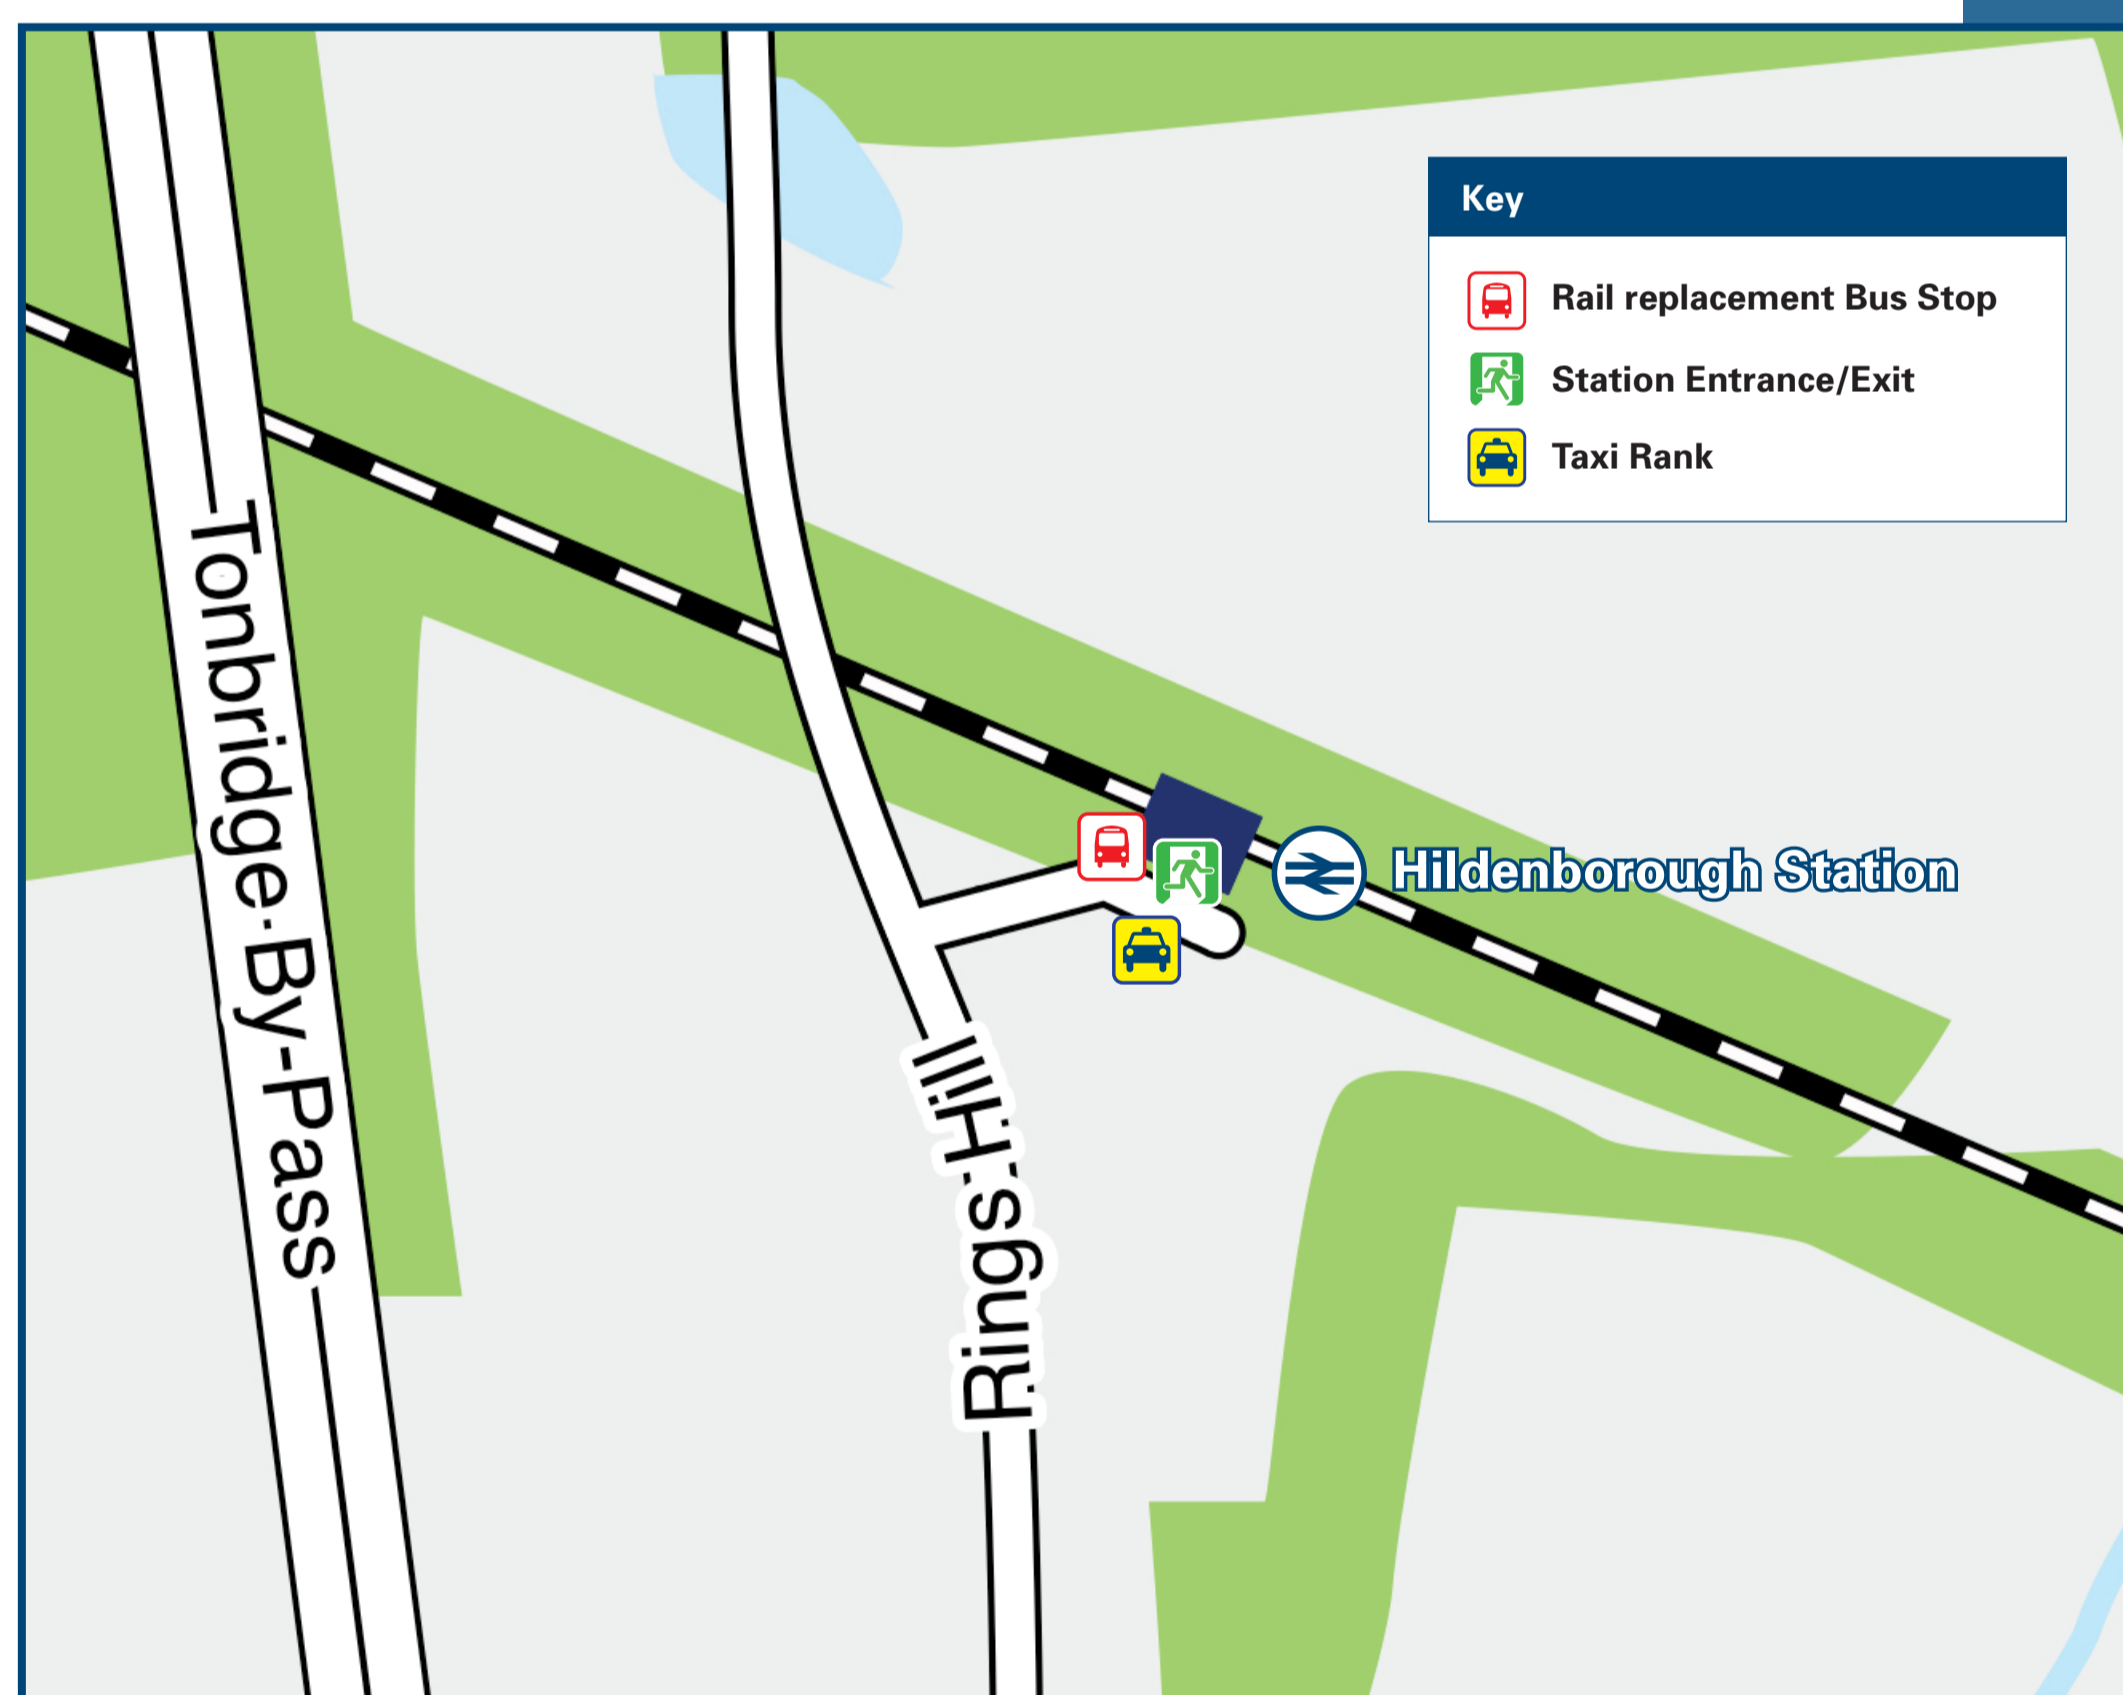 Key
Rail replacement Bus Stop
Station Entrance/Exit
Taxi Rank
Tonbridge By-Pass
Hildenborough Station
Rings Hill